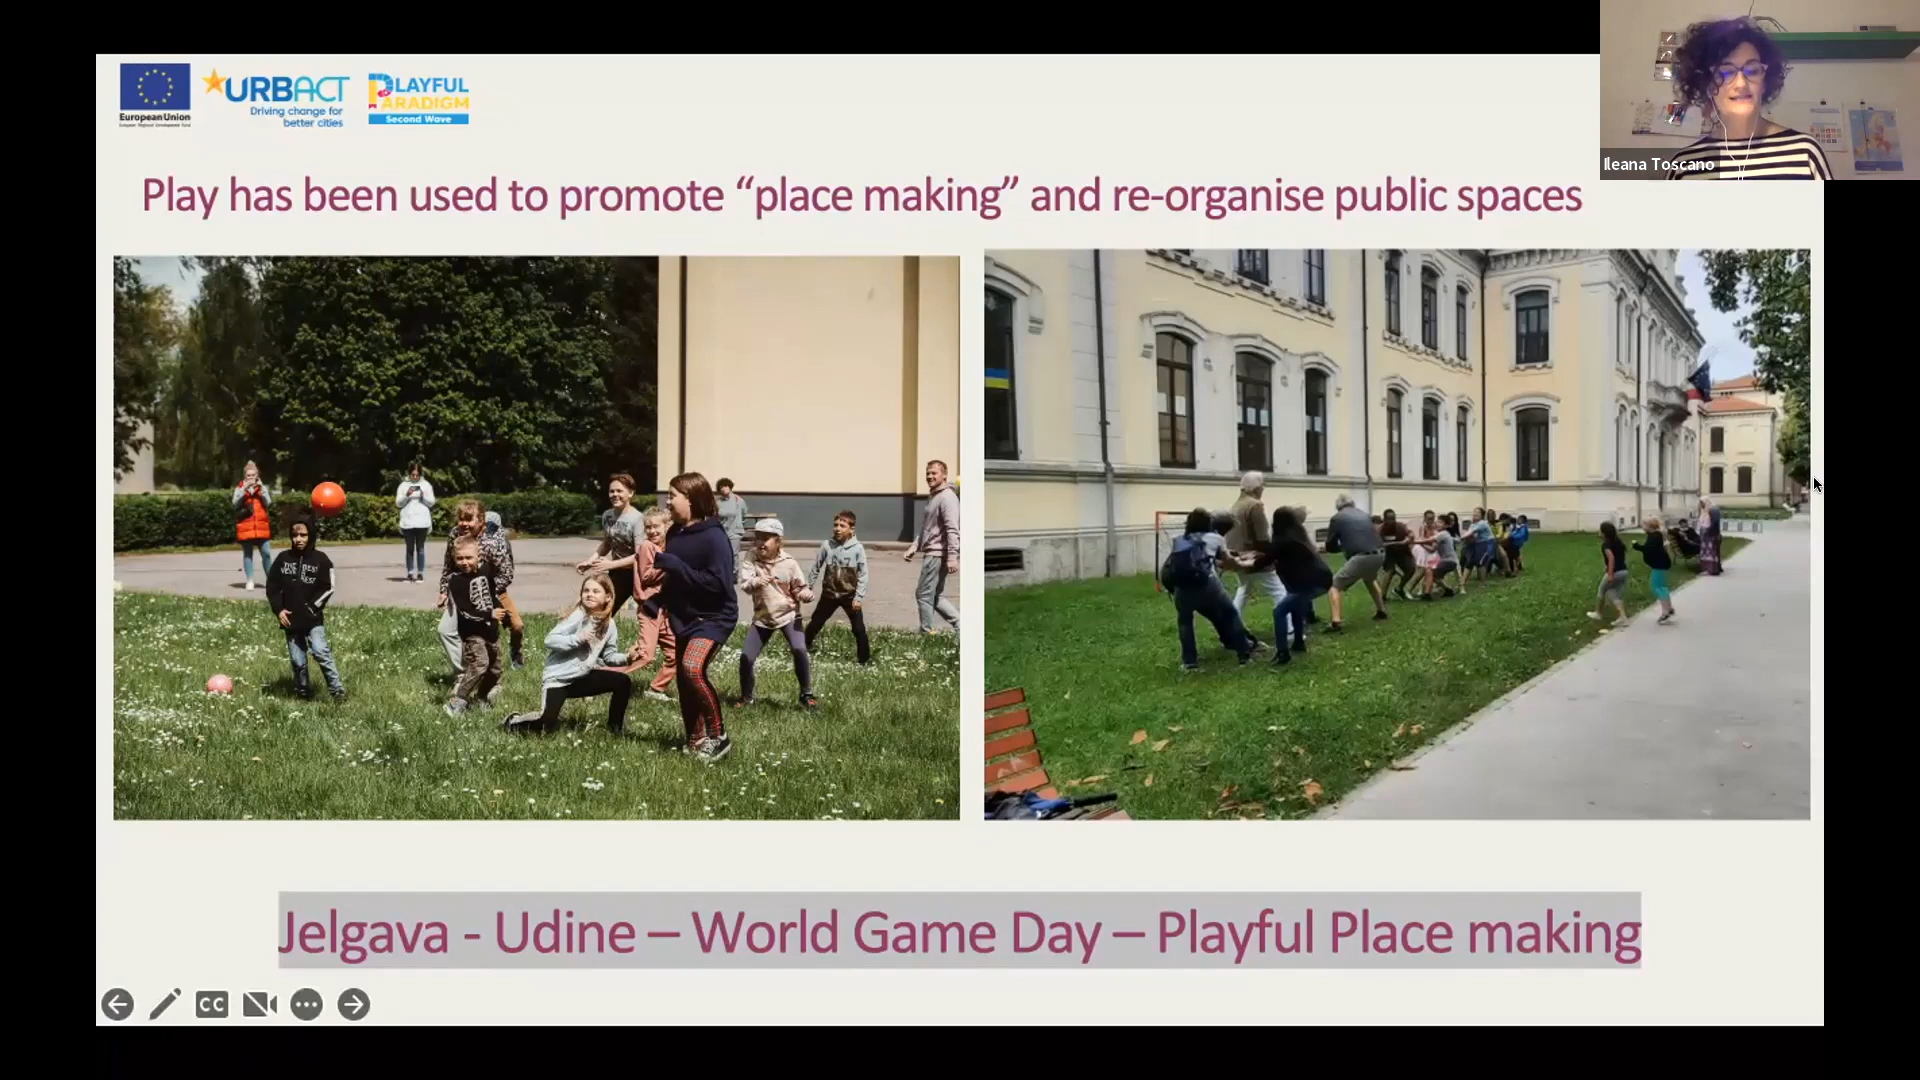 European Union
European Regional Development Fund
URBACT
Driving change for
better cities
PLAYFUL
PARADIGM
Second Wave
Ileana Toscano
Play has been used to promote “place making” and re-organise public spaces
Jelgava - Udine – World Game Day – Playful Place making
CC